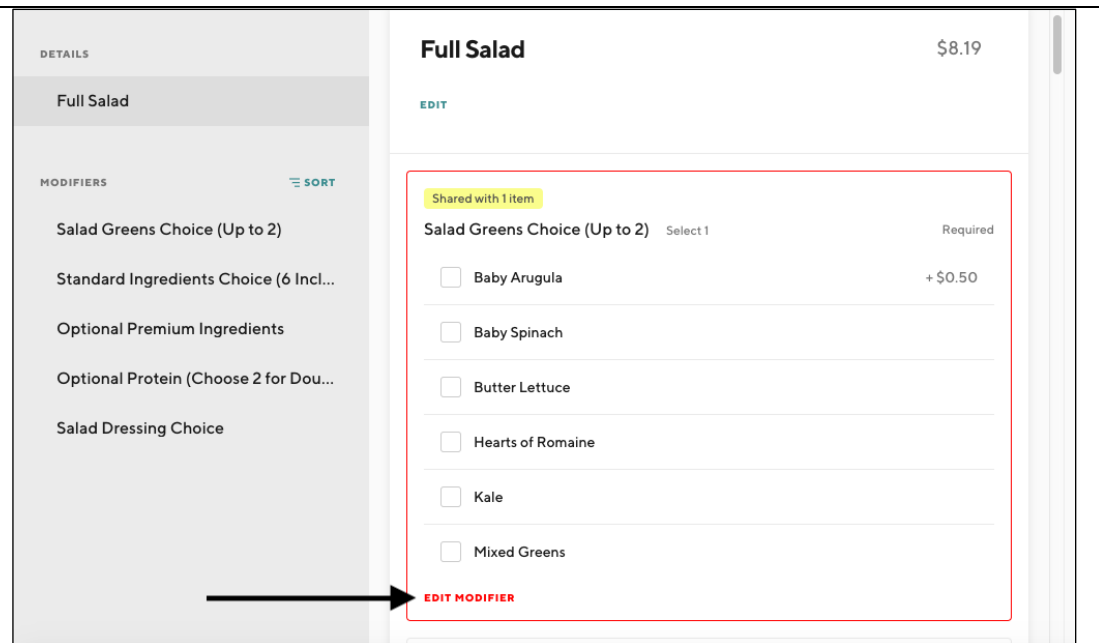 DETAILS
Full Salad
MODIFIERS SORT
Salad Greens Choice (Up to 2)
Standard Ingredients Choice (6 Incl...
Optional Premium Ingredients
Optional Protein (Choose 2 for Dou...
Salad Dressing Choice
Full Salad $8.19
EDIT
Shared with 1 item
Salad Greens Choice (Up to 2) Select 1 Required
Baby Arugula + $0.50
Baby Spinach
Butter Lettuce
Hearts of Romaine
Kale
Mixed Greens
EDIT MODIFIER